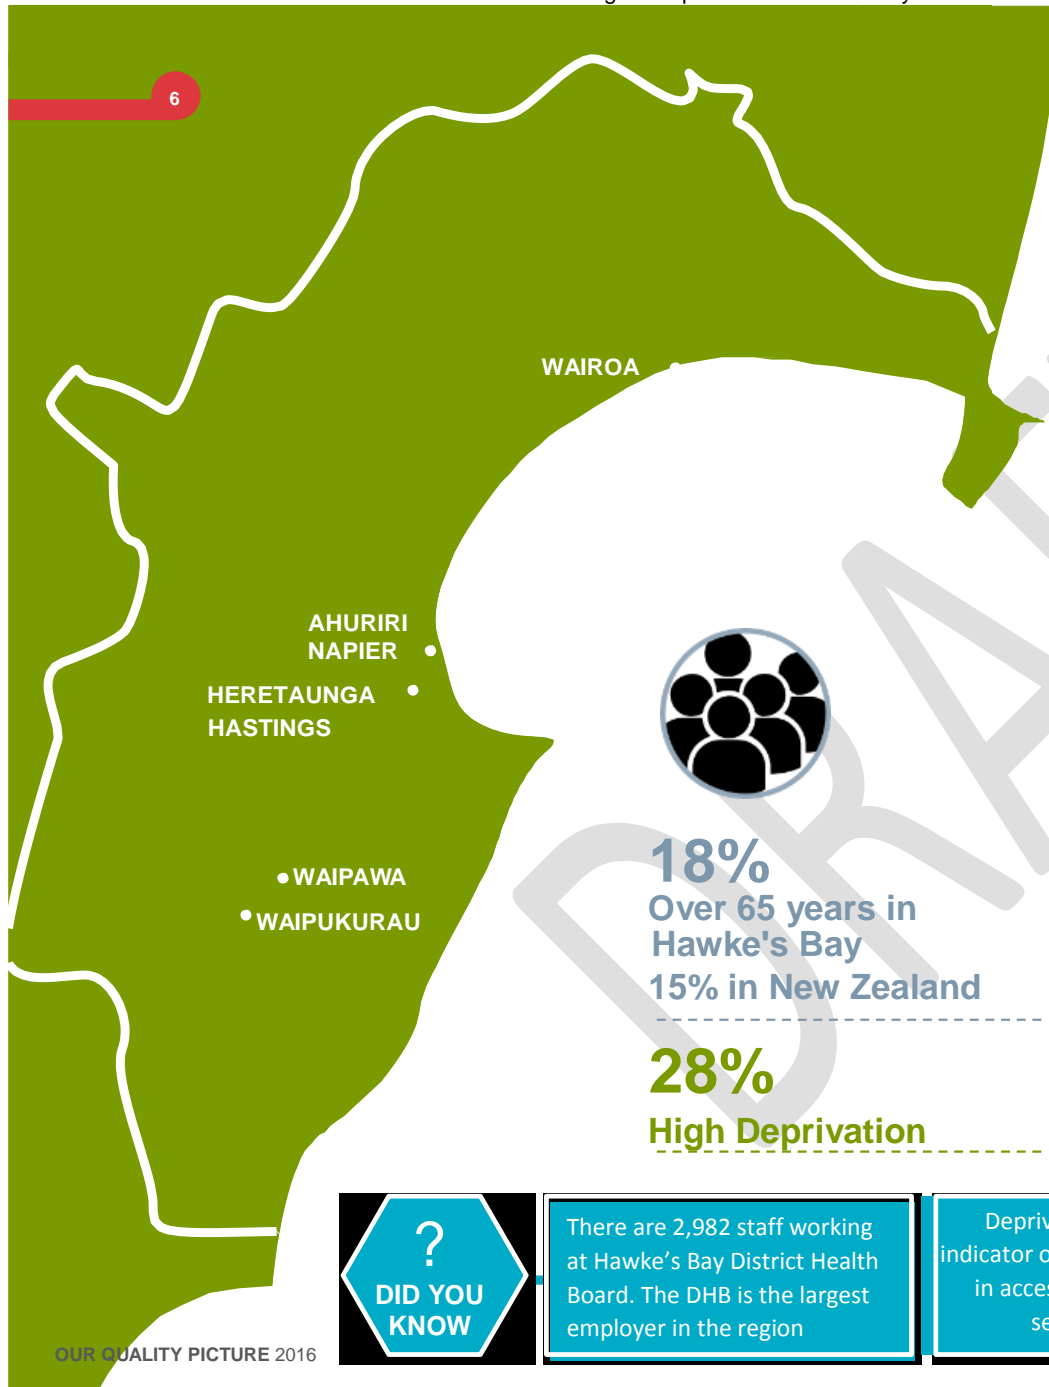 6
WAIROA
AHURIRI
NAPIER
HERETAUNGA
HASTINGS
WAIPAWA
WAIPUKURAU
18%
Over 65 years in
Hawke's Bay
15% in New Zealand
28%
High Deprivation
?
DID YOU
KNOW
There are 2,982 staff working
at Hawke’s Bay District Health
Board. The DHB is the largest
employer in the region
indicator
in
OUR QUALITY PICTURE 2016